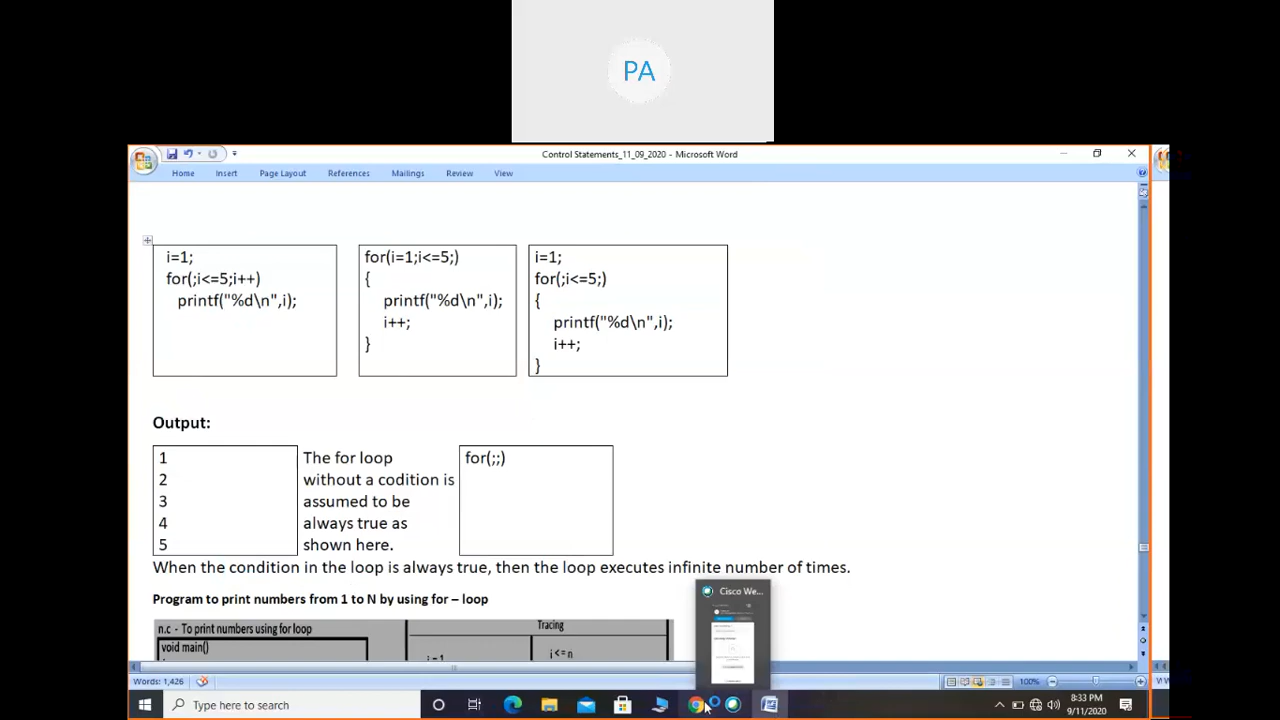 PA
Control Statements_11_09_2020 - Microsoft Word
Home Insert Page Layout References Mailings Review View
i=1;
for(;i<=5;i++)
printf("%d\n",i);
for(i=1;i<=5;)
{
printf("%d\n",i);
i++;
}
i=1;
for(;i<=5;)
{
printf("%d\n",i);
i++;
}
Output:
1
2
3
4
5
The for loop
without a codition is
assumed to be
always true as
shown here.
for(;;)
When the condition in the loop is always true, then the loop executes infinite number of times.
Cisco We...
Program to print numbers from 1 to N by using for – loop
n.c - To print numbers using for loop
Tracing
void main()
i = 1
i <= n
Words: 1,426
100%
Type here to search
8:33 PM
9/11/2020